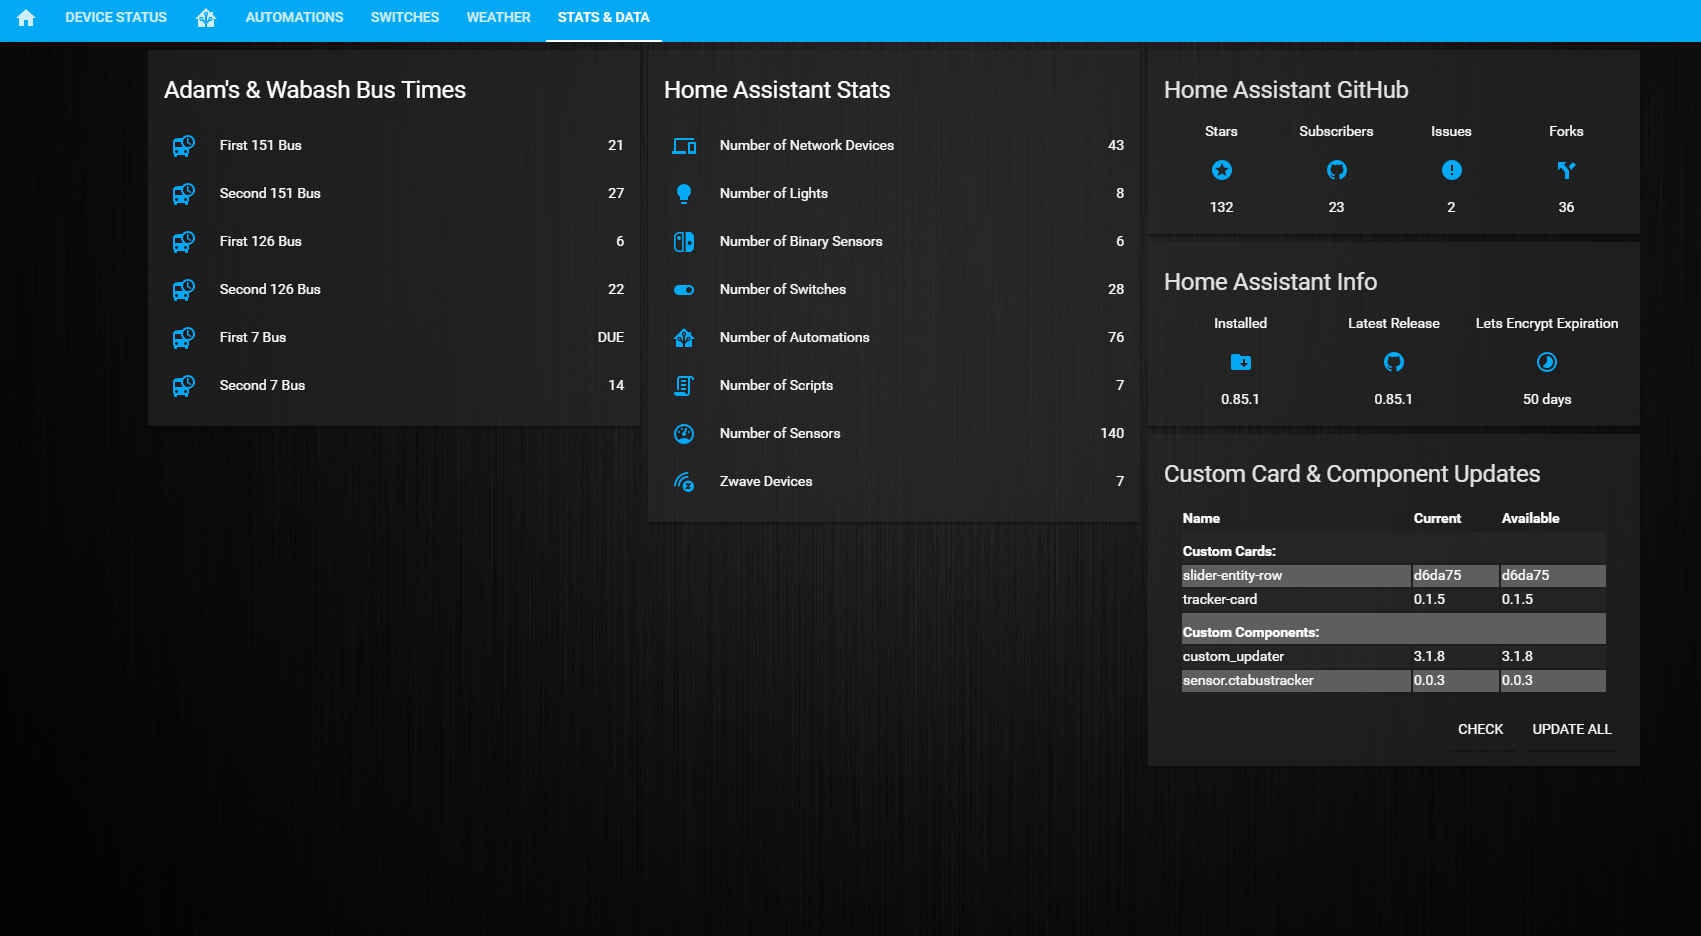 DEVICE STATUS AUTOMATIONS SWITCHES WEATHER STATS & DATA
Adam's & Wabash Bus Times
First 151 Bus 21
Second 151 Bus 27
First 126 Bus 6
Second 126 Bus 22
First 7 Bus DUE
Second 7 Bus 14
Home Assistant Stats
Number of Network Devices 43
Number of Lights 8
Number of Binary Sensors 6
Number of Switches 28
Number of Automations 76
Number of Scripts 7
Number of Sensors 140
Zwave Devices 7
Home Assistant GitHub
Stars Subscribers Issues Forks
132 23 2 36
Home Assistant Info
Installed Latest Release Lets Encrypt Expiration
0.85.1 0.85.1 50 days
Custom Card & Component Updates
Name Current Available
Custom Cards:
slider-entity-row d6da75 d6da75
tracker-card 0.1.5 0.1.5
Custom Components:
custom_updater 3.1.8 3.1.8
sensor.ctabustracker 0.0.3 0.0.3
CHECK UPDATE ALL